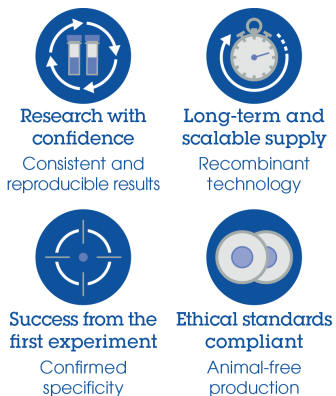 Research with
confidence
Consistent and
reproducible results
Long-term and
scalable supply
Recombinant
technology
Success from the
first experiment
Confirmed
specificity
Ethical standards
compliant
Animal-free
production